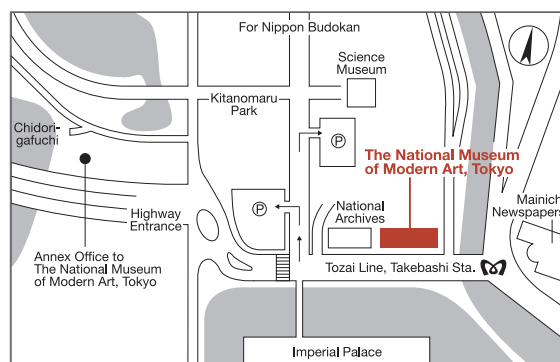 For Nippon Budokan
Science
Museum
Kitanomaru
Park
Chidori-
gafuchi
P
The National Museum
of Modern Art, Tokyo
Mainich
Newspapers
P
National
Archives
Highway
Entrance
Annex Office to
The National Museum
of Modern Art, Tokyo
Tozai Line, Takebashi Sta.
Imperial Palace